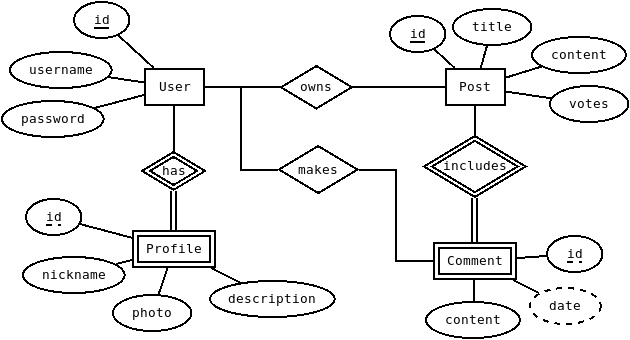 id
title
id
username
User
owns
Post
content
password
votes
has
makes
includes
id
Profile
id
nickname
Comment
photo
description
content
date